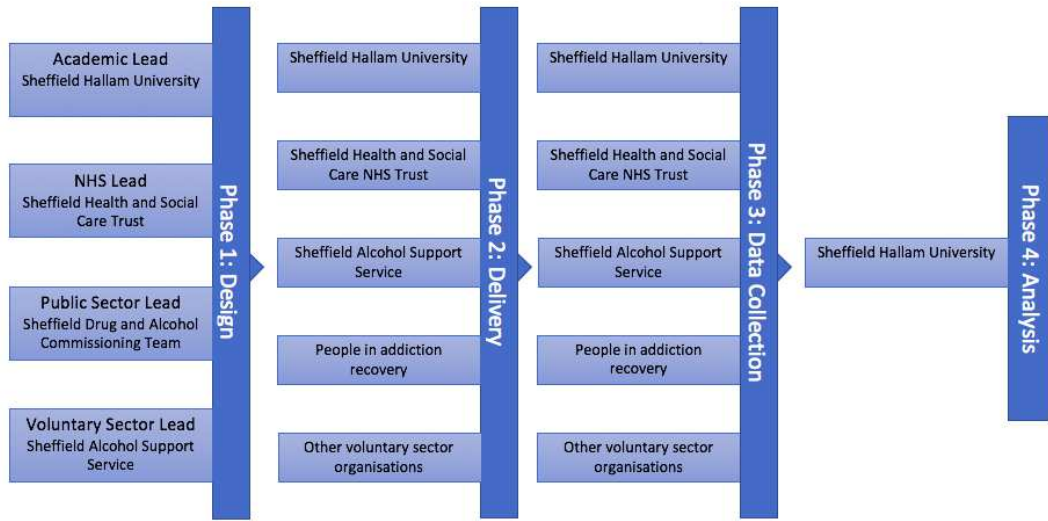 Academic Lead
Sheffield Hallam University
NHS Lead
Sheffield Health and Social
Care Trust
Public Sector Lead
Sheffield Drug and Alcohol
Commissioning Team
Voluntary Sector Lead
Sheffield Alcohol Support
Service
Phase 1: Design
Sheffield Hallam University
Sheffield Health and Social
Care NHS Trust
Sheffield Alcohol Support
Service
People in addiction
recovery
Other voluntary sector
organisations
Phase 2: Delivery
Sheffield Hallam University
Sheffield Health and Social
Care NHS Trust
Sheffield Alcohol Support
Service
People in addiction
recovery
Other voluntary sector
organisations
Phase 3: Data Collection
Sheffield Hallam University
Phase 4: Analysis